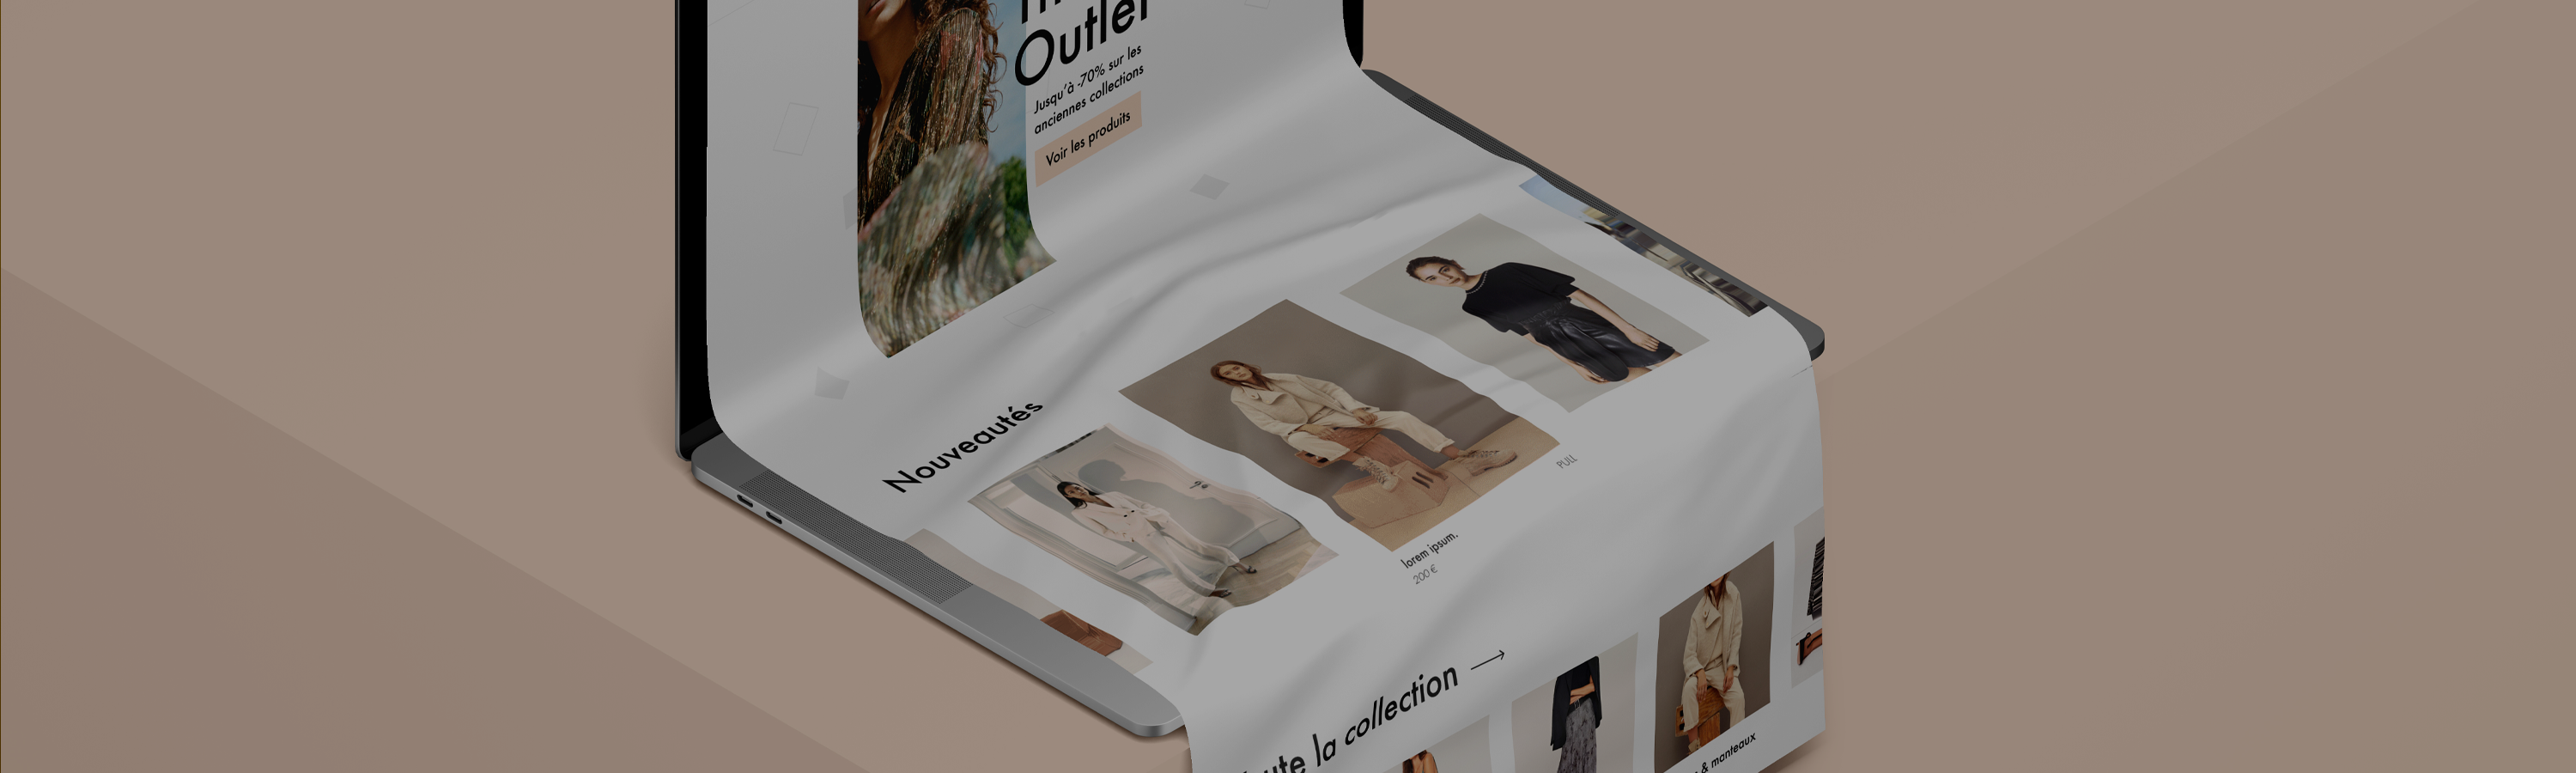 Outlet
Jusqu'à -70% sur les
anciennes collections
Voir les produits
Nouveautés
PULL
lorem ipsum.
200 €
la collection →
& manteaux